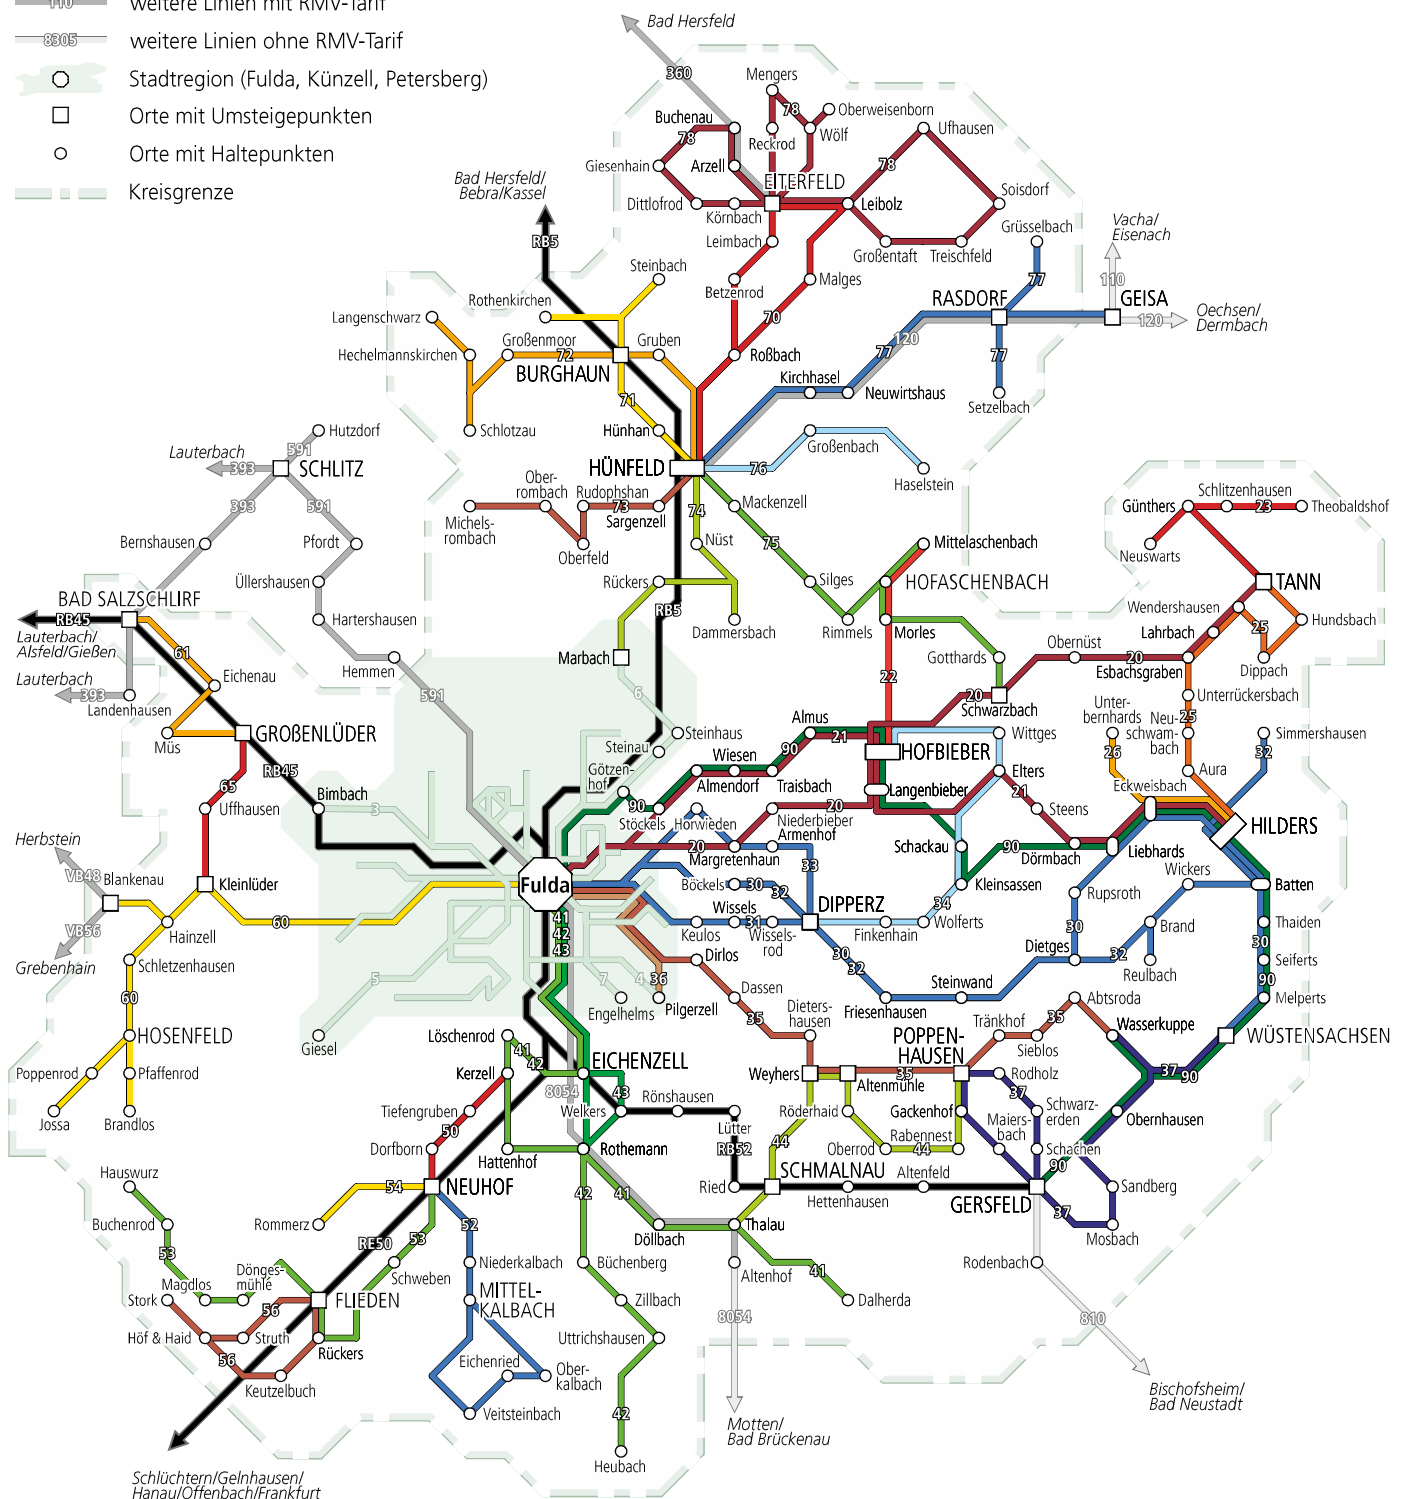 110
weitere Linien mit RMV-Tarif
8305
weitere Linien ohne RMV-Tarif
Stadtregion (Fulda, Künzell, Petersberg)
Orte mit Umsteigepunkten
Orte mit Haltepunkten
Kreisgrenze
Bad Hersfeld
360
Mengers
78
Oberweisenborn
Buchenau
78
Reckrod
Wölf
Ufhausen
Giesenhain
Arzell
78
EITERFELD
Soisdorf
Dittlofrod
Körnbach
Leibolz
Bad Hersfeld/
Bebra/Kassel
RB5
Leimbach
Großentaft
Treischfeld
Grüsselbach
Vacha/
Eisenach
Steinbach
Betzenrod
Malges
77
110
RASDORF
GEISA
Rothenkirchen
Oechsen/
Dermbach
Langenschwarz
70
120
120
Hechelmannskirchen
Großenmoor
72
Gruben
Roßbach
77
77
BURGHAUN
Kirchhasel
Neuwirtshaus
Setzelbach
71
Schlotzau
Hünhan
Großenbach
Hutzdorf
591
Lauterbach
393
SCHLITZ
HÜNFELD
76
Haselstein
393
591
Ober-
rombach
Rudophshan
73
Michels-
rombach
Sargenzell
74
Mackenzell
Günthers
Schlitzenhausen
23
Theobaldshof
Bernshausen
Pfordt
Oberfeld
Nüst
75
Mittelaschenbach
Neuswarts
Üllershausen
Rückers
Silges
HOFASCHENBACH
TANN
BAD SALZSCHLIRF
RB45
RB5
Hartershausen
Dammersbach
Rimmels
Morles
Wendershausen
Hundsbach
Lauterbach/
Alsfeld/Gießen
61
Lahrbach
25
Lauterbach
393
Eichenau
Hemmen
Marbach
Gotthards
Obernüst
20
Esbachsgraben
Dippach
Landenhausen
591
6
22
20
Schwarzbach
Unterrückersbach
Müs
GROßENLÜDER
Steinau
Steinhaus
Almus
21
Wittges
Unter-
bernhards
Neu-
schwam-
bach
25
Simmershausen
RB45
Wiesen
90
HOFBIEBER
26
32
65
Götzen-
hof
Almendorf
Traisbach
Elters
Aura
Uffhausen
Bimbach
3
90
Stöckels
Horwieden
20
Niederbieber
Langenbieber
21
Steens
Eckweisbach
Armenhof
HILDERS
Herbstein
VB48
20
Margretenhaun
33
Schackau
90
Dörmbach
Liebhards
Blankenau
Kleinlüder
Fulda
Böckels
30
32
Kleinsassen
Rupsroth
Wickers
Batten
VB56
60
41
42
43
Wissels
31
DIPPERZ
34
Grebenhain
Hainzell
Keulos
Wissels-
rod
Finkenhain
Wolferts
30
Brand
Thaiden
30
Schletzenhausen
Dirlos
30
32
Dietges
32
Reulbach
Seiferts
60
5
7
4
36
Dassen
Steinwand
90
HOSENFELD
Engelhelms
Pilgerzell
35
Dieters-
hausen
Friesenhausen
Abtsroda
Melperts
Giesel
Löschenrod
41
42
POPPEN-
HAUSEN
Tränkhof
35
Sieblos
Wasserkuppe
WÜSTENSACHSEN
Poppenrod
Pfaffenrod
Kerzell
EICHENZELL
Weyhers
35
Altenmühle
Rodholz
37
37
90
8054
43
Rönshausen
Jossa
Brandlos
Tiefengruben
50
Welkers
Lütter
Röderhaid
Gackenhof
Maiers-
bach
Schwarz-
erden
Obernhausen
Dorfborn
Hattenhof
Rothemann
RB52
44
Oberrod
Rabennest
44
Schachen
90
Hauswurz
54
NEUHOF
42
41
Ried
SCHMALNAU
Altenfeld
Hettenhausen
GERSFELD
Sandberg
37
Buchenrod
Rommerz
53
52
Döllbach
Thalau
Mosbach
53
RE50
Schweben
Niederkalbach
Büchenberg
Altenhof
41
Rodenbach
Magdlos
Dönges-
mühle
Stork
FLIEDEN
MITTEL-
KALBACH
Zillbach
Dalherda
56
8054
810
Höf & Haid
Struth
Rückers
Uttrichshausen
56
Eichenried
Ober-
kalbach
Keutzelbuch
Veitsteinbach
42
Motten/
Bad Brückenau
Bischofsheim/
Bad Neustadt
Heubach
Schlüchtern/Gelnhausen/
Hanau/Offenbach/Frankfurt